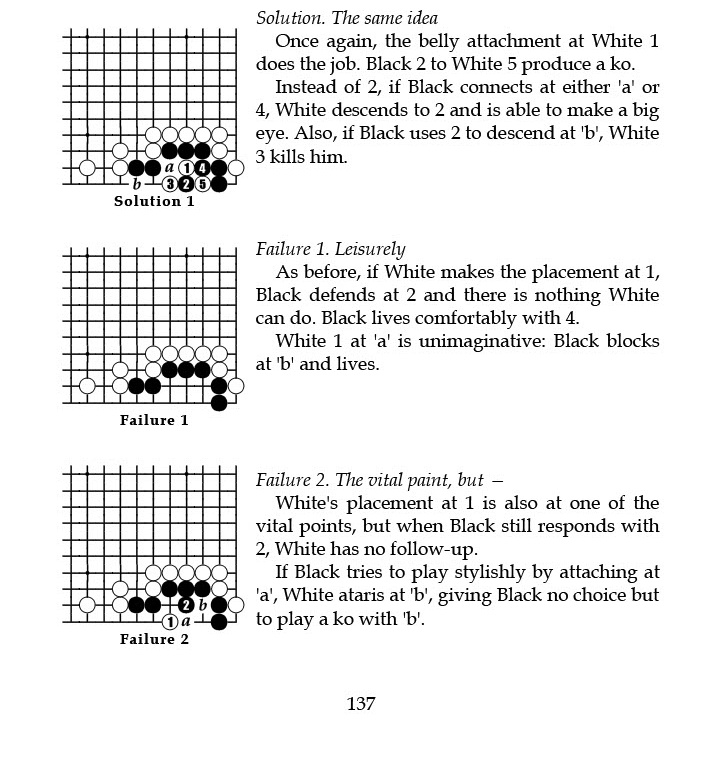 Solution. The same idea
Once again, the belly attachment at White 1
does the job. Black 2 to White 5 produce a ko.
Instead of 2, if Black connects at either 'a' or
4, White descends to 2 and is able to make a big
eye. Also, if Black uses 2 to descend at 'b', White
3 kills him.
a 1 4
b 3 2 5
Solution 1
Failure 1. Leisurely
As before, if White makes the placement at 1,
Black defends at 2 and there is nothing White
can do. Black lives comfortably with 4.
White 1 at 'a' is unimaginative: Black blocks
at 'b' and lives.
Failure 1
Failure 2. The vital paint, but —
White's placement at 1 is also at one of the
vital points, but when Black still responds with
2, White has no follow-up.
If Black tries to play stylishly by attaching at
'a', White ataris at 'b', giving Black no choice but
to play a ko with 'b'.
2 b
1 a
Failure 2
137